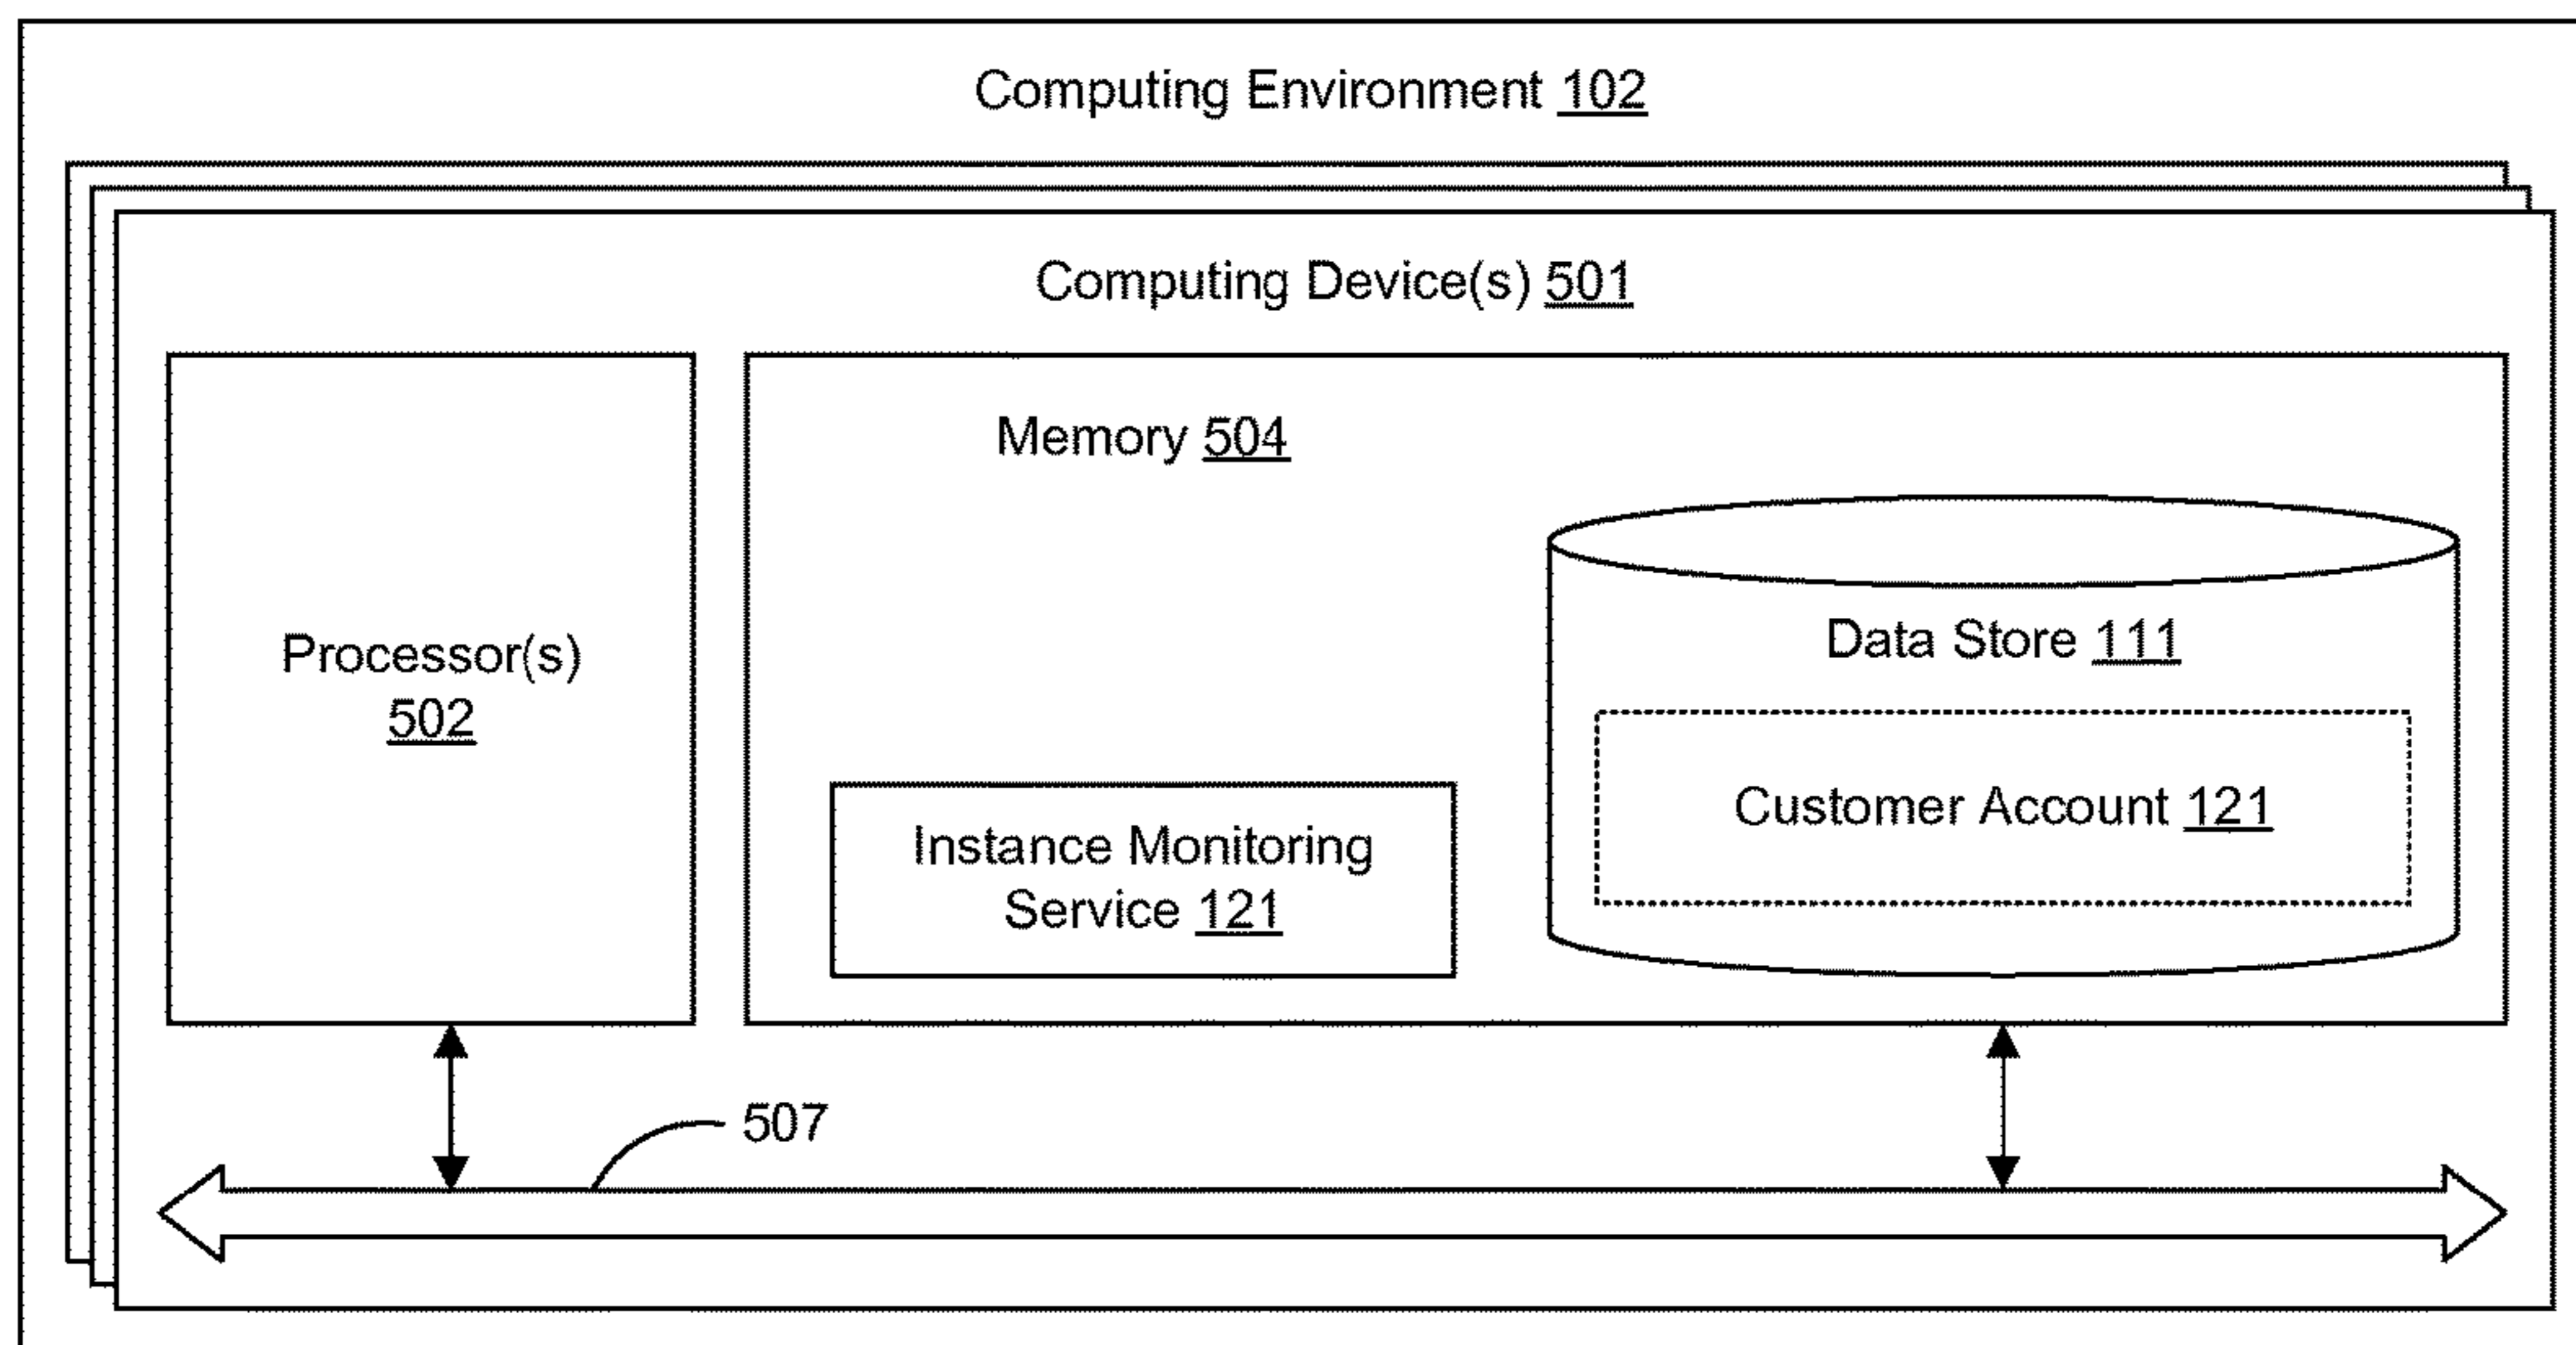 Computing Environment 102
Computing Device(s) 501
Memory 504
Processor(s)
502
Data Store 111
Customer Account 121
Instance Monitoring
Service 121
507